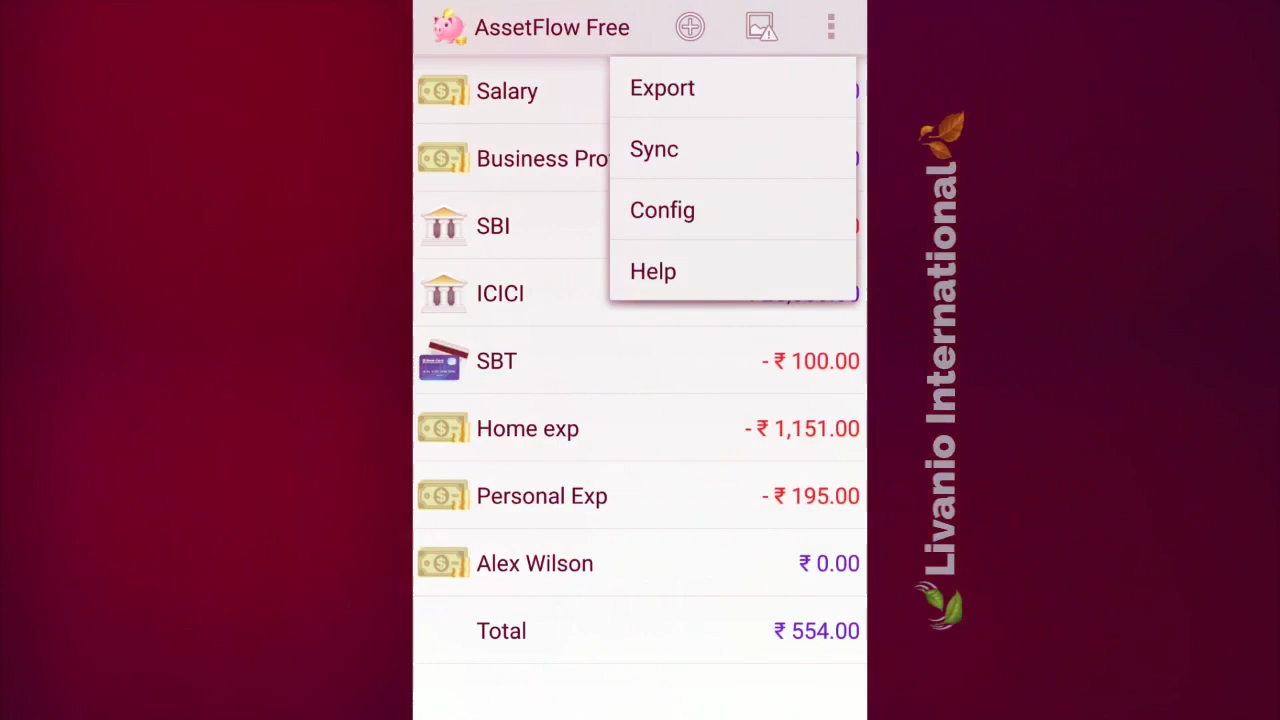 AssetFlow Free
Export
Sync
Config
Help
Salary
Business
SBI
ICICI
SBT - ₹ 100.00
Home exp - ₹ 1,151.00
Personal Exp - ₹ 195.00
Alex Wilson ₹ 0.00
Total ₹ 554.00
Livanio International